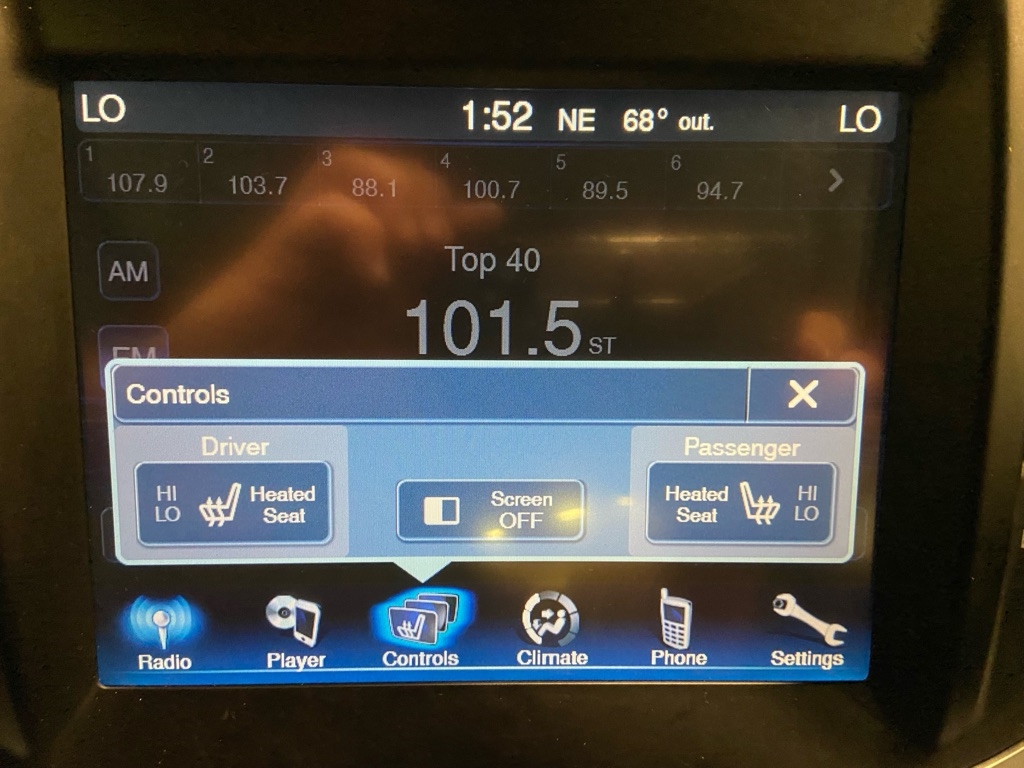 LO 1:52 NE 68° out. LO
1 2 3 4 5 6
107.9 103.7 88.1 100.7 89.5 94.7
AM
Top 40
101.5 ST
FM
Controls
Driver
HI
LO
Heated
Seat
Screen
OFF
Passenger
Heated
Seat
HI
LO
Radio Player Controls Climate Phone Settings